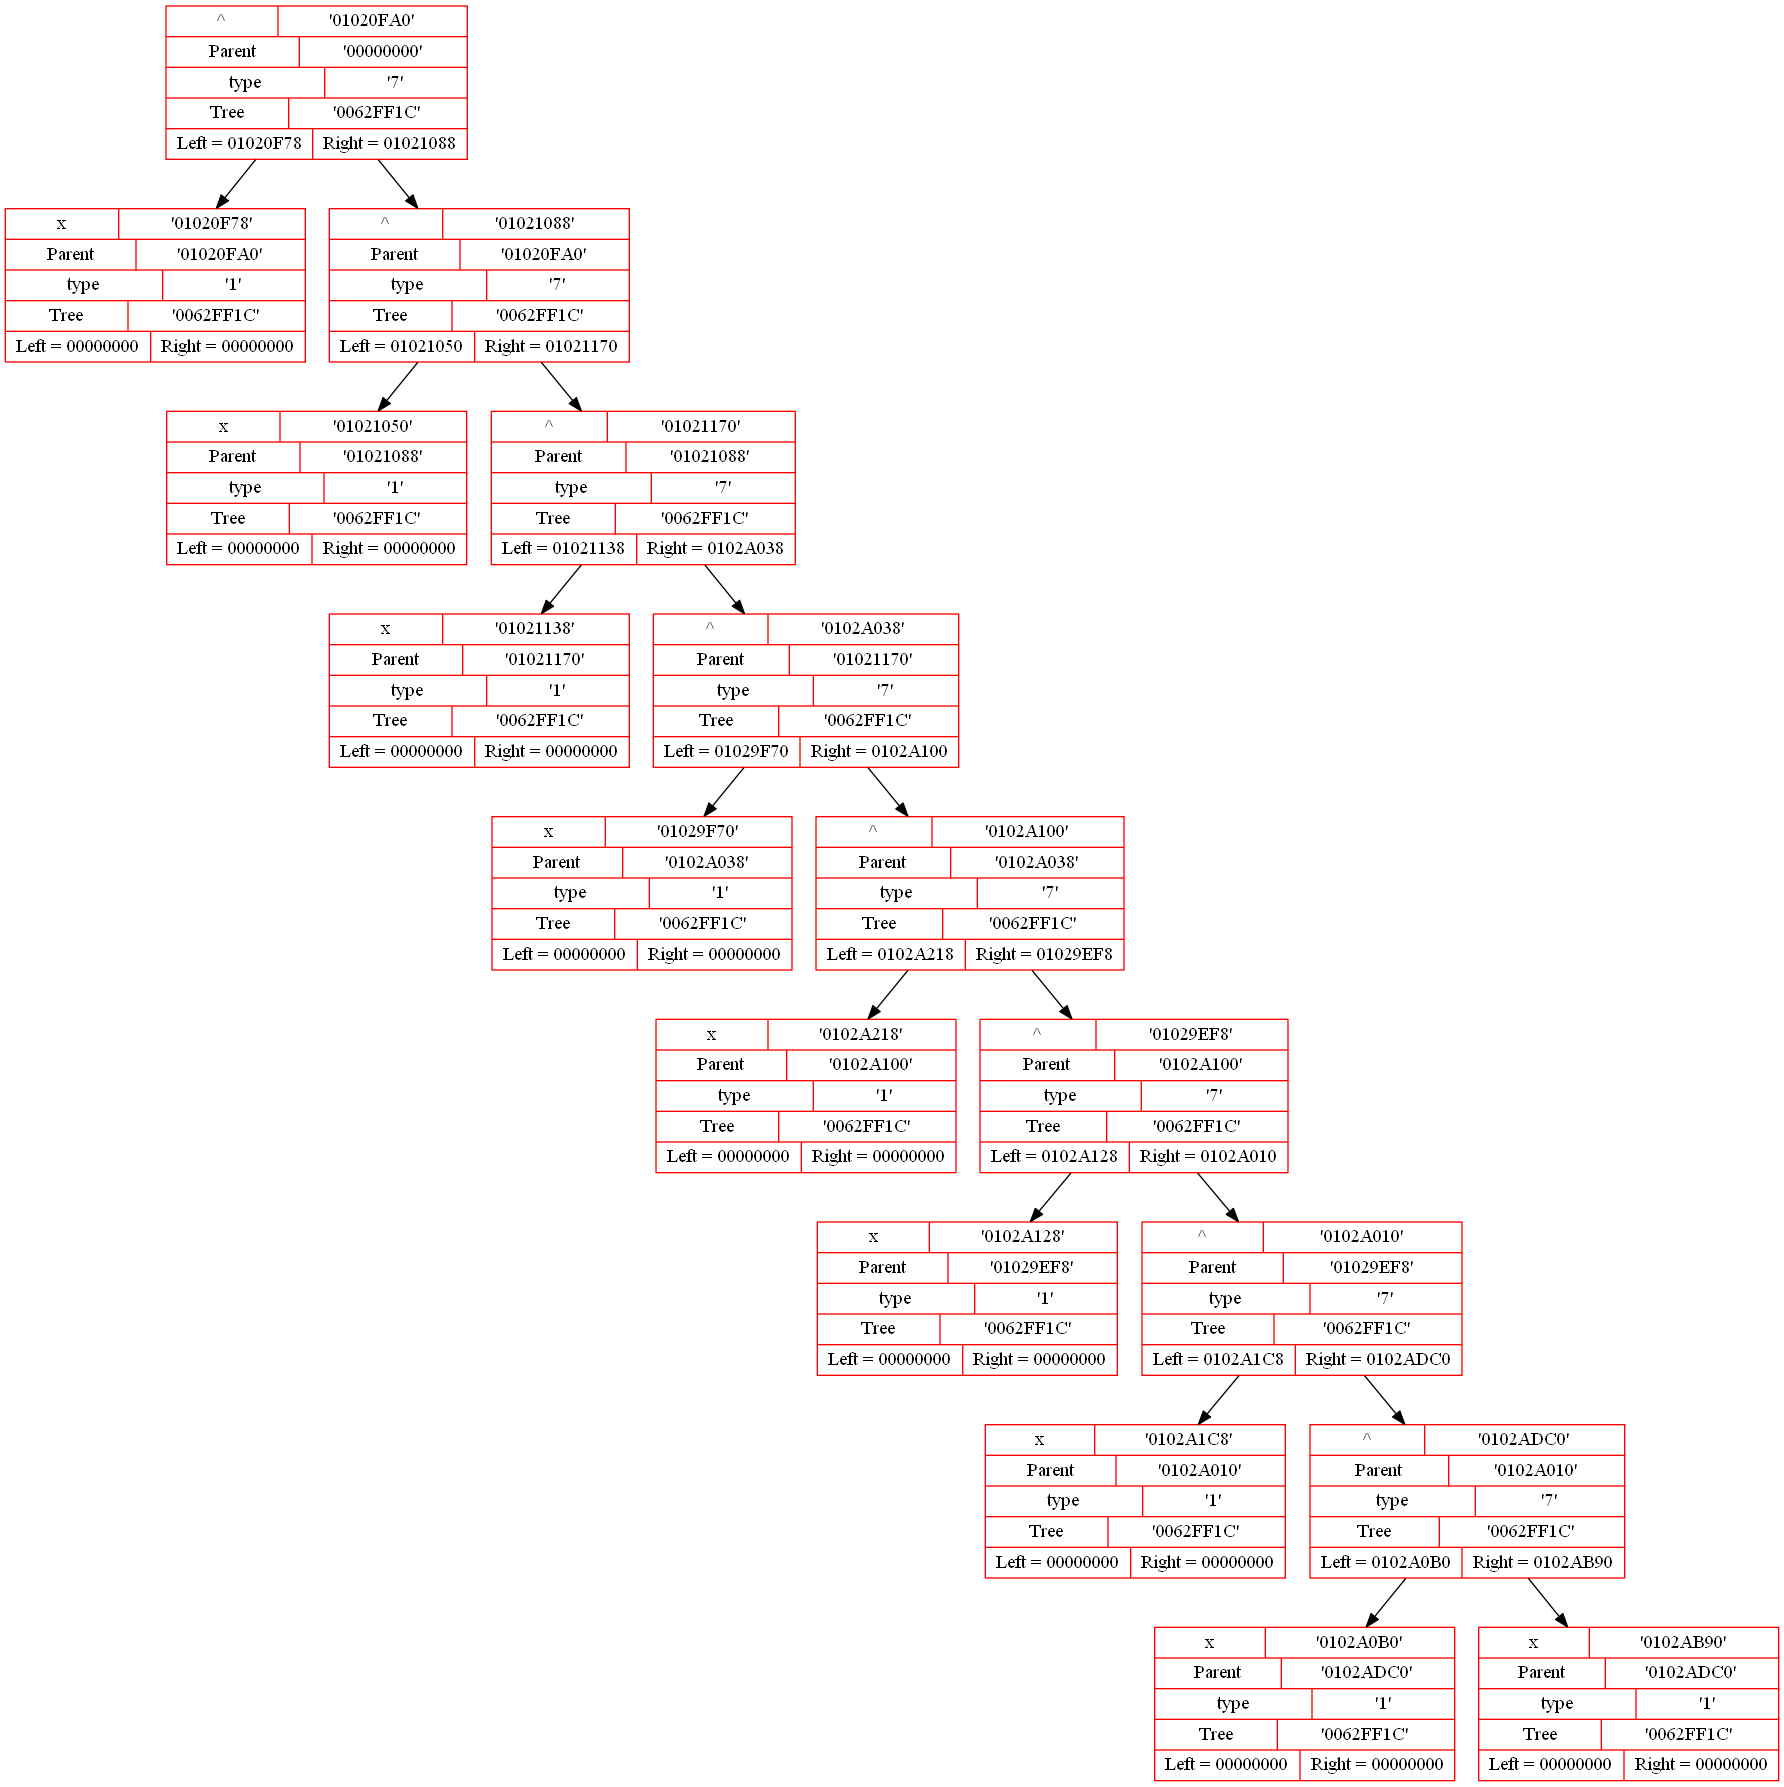 ^ '01020FA0'
Parent '00000000'
type '7'
Tree '0062FF1C'
Left = 01020F78 Right = 01021088
x '01020F78'
Parent '01020FA0'
type '1'
Tree '0062FF1C'
Left = 00000000 Right = 00000000
^ '01021088'
Parent '01020FA0'
type '7'
Tree '0062FF1C'
Left = 01021050 Right = 01021170
x '01021050'
Parent '01021088'
type '1'
Tree '0062FF1C'
Left = 00000000 Right = 00000000
^ '01021170'
Parent '01021088'
type '7'
Tree '0062FF1C'
Left = 01021138 Right = 0102A038
x '01021138'
Parent '01021170'
type '1'
Tree '0062FF1C'
Left = 00000000 Right = 00000000
^ '0102A038'
Parent '01021170'
type '7'
Tree '0062FF1C'
Left = 01029F70 Right = 0102A100
x '01029F70'
Parent '0102A038'
type '1'
Tree '0062FF1C'
Left = 00000000 Right = 00000000
^ '0102A100'
Parent '0102A038'
type '7'
Tree '0062FF1C'
Left = 0102A218 Right = 01029EF8
x '0102A218'
Parent '0102A100'
type '1'
Tree '0062FF1C'
Left = 00000000 Right = 00000000
^ '01029EF8'
Parent '0102A100'
type '7'
Tree '0062FF1C'
Left = 0102A128 Right = 0102A010
x '0102A128'
Parent '01029EF8'
type '1'
Tree '0062FF1C'
Left = 00000000 Right = 00000000
^ '0102A010'
Parent '01029EF8'
type '7'
Tree '0062FF1C'
Left = 0102A1C8 Right = 0102ADC0
x '0102A1C8'
Parent '0102A010'
type '1'
Tree '0062FF1C'
Left = 00000000 Right = 00000000
^ '0102ADC0'
Parent '0102A010'
type '7'
Tree '0062FF1C'
Left = 0102A0B0 Right = 0102AB90
x '0102A0B0'
Parent '0102ADC0'
type '1'
Tree '0062FF1C'
Left = 00000000 Right = 00000000
x '0102AB90'
Parent '0102ADC0'
type '1'
Tree '0062FF1C'
Left = 00000000 Right = 00000000